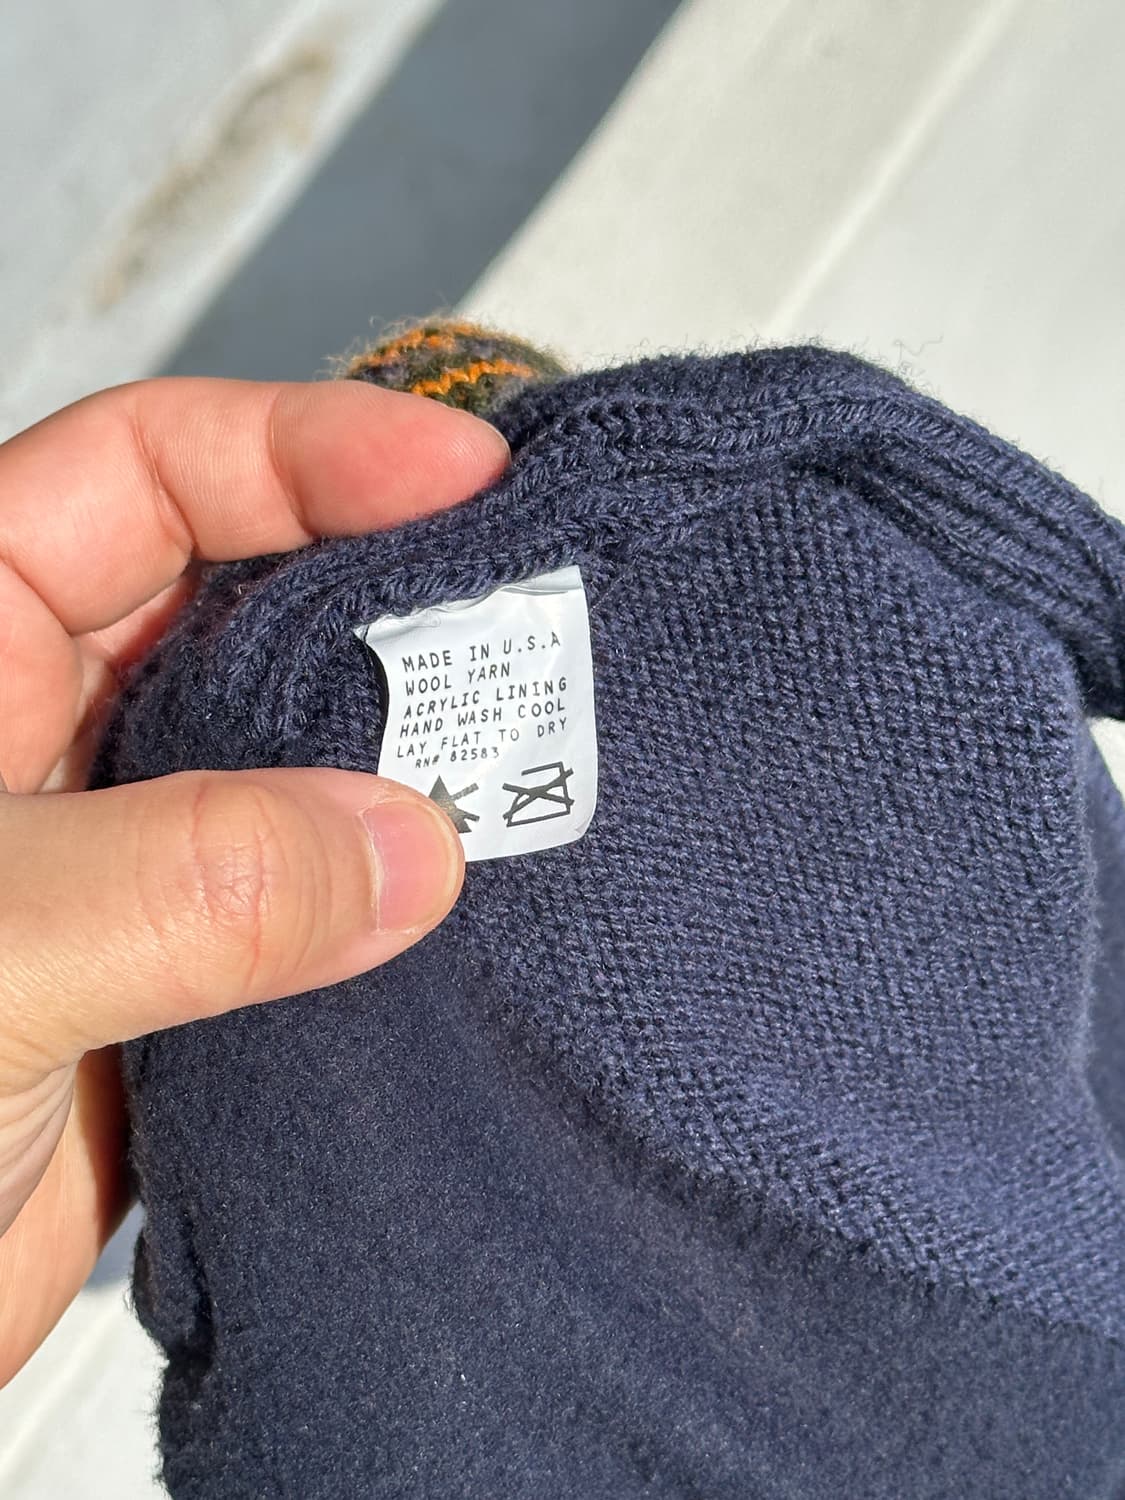 MADE IN U.S.A
WOOL YARN
ACRYLIC LINING
HAND WASH COOL
LAY FLAT TO DRY
RN# 82583